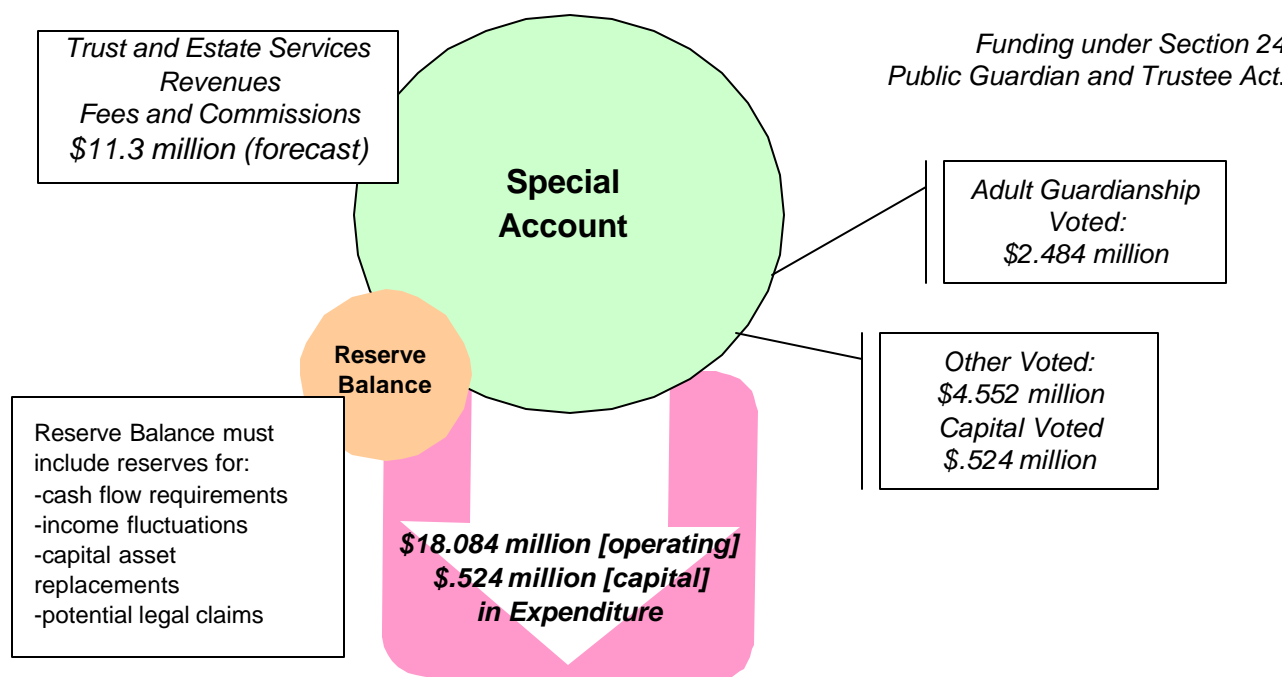 Trust and Estate Services
Revenues
Fees and Commissions
$11.3 million (forecast)
Funding under Section 24
Public Guardian and Trustee Act.
Special
Account
Adult Guardianship
Voted:
$2.484 million
Other Voted:
$4.552 million
Capital Voted
$.524 million
Reserve
Balance
Reserve Balance must
include reserves for:
-cash flow requirements
-income fluctuations
-capital asset
replacements
-potential legal claims
$18.084 million [operating]
$.524 million [capital]
in Expenditure